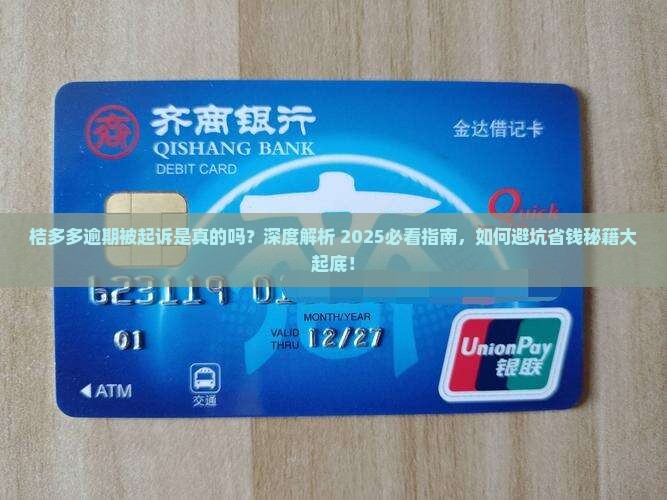 齐商银行
QISHANG BANK
DEBIT CARD
金达借记卡
Quick
桔多多逾期被起诉是真的吗？深度解析 2025必看指南，如何避坑省钱秘籍大
起底！
623119 01
01
MONTH/YEAR
VALID THRU 12/27
ATM
交通
UnionPay
银联